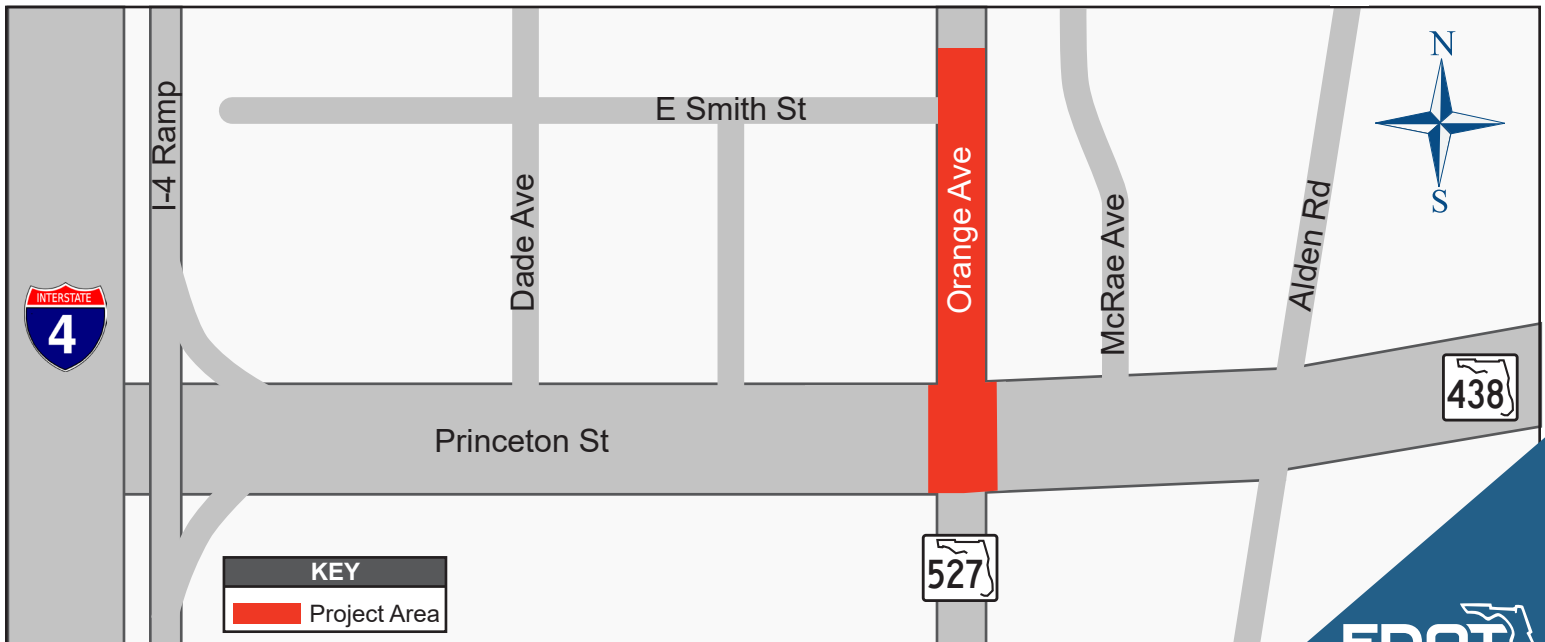 N
S
E Smith St
I-4 Ramp
Dade Ave
Orange Ave
McRae Ave
Alden Rd
INTERSTATE
4
438
Princeton St
527
KEY
Project Area
FDOT